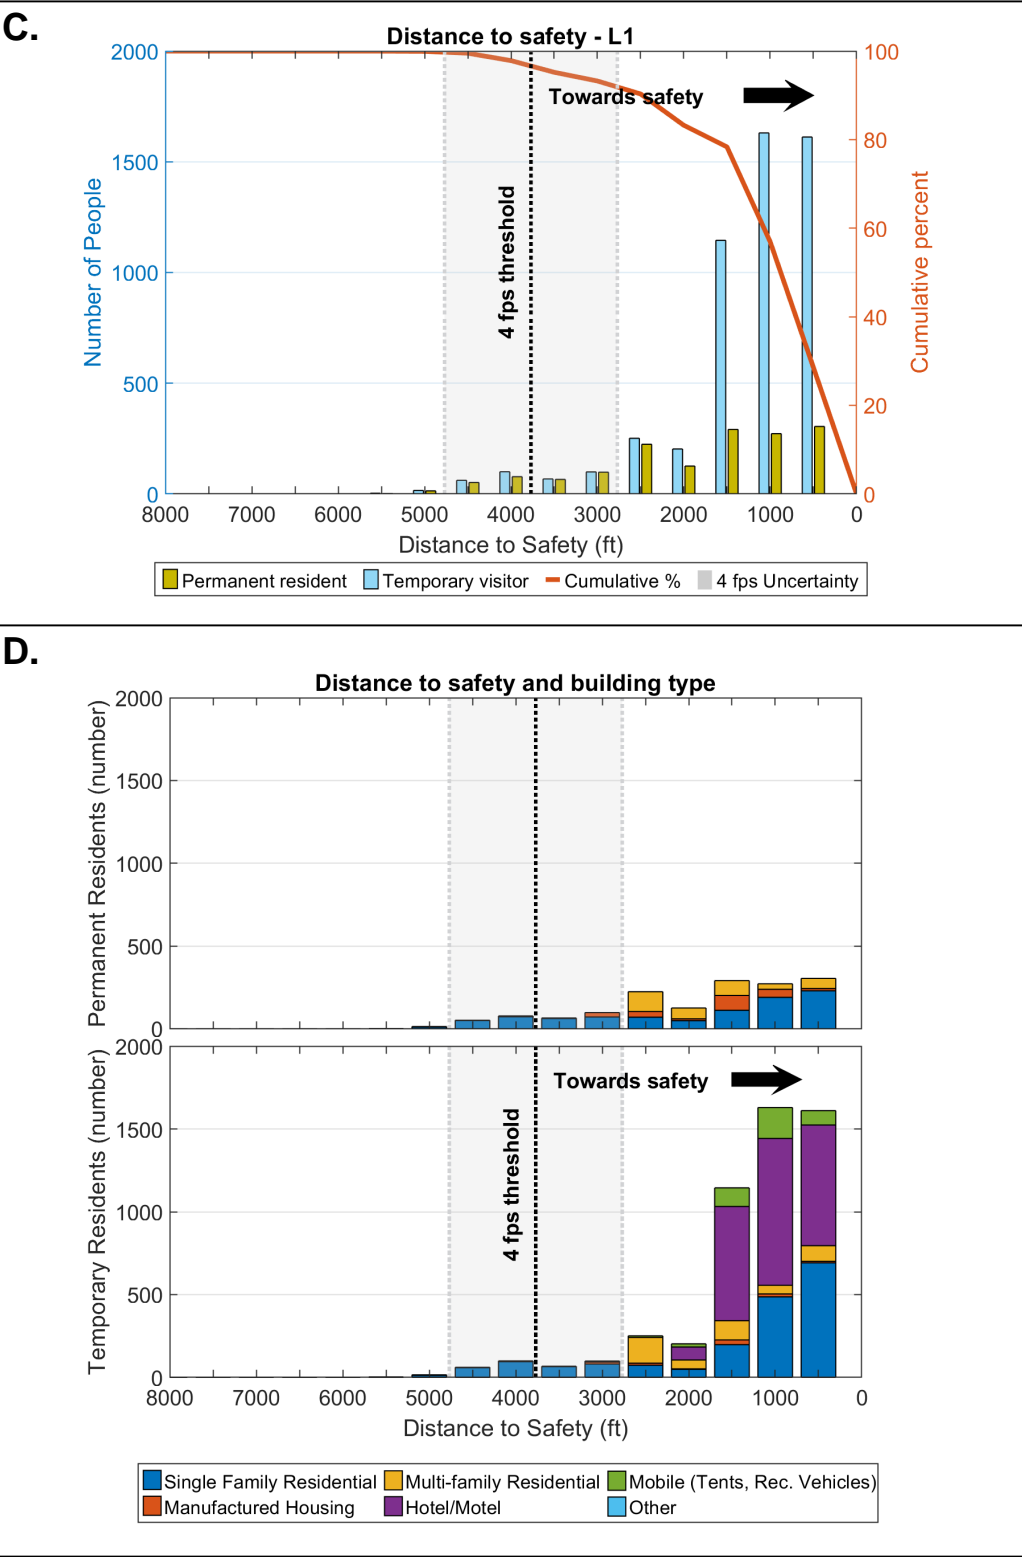 C.
Distance to safety - L1
2000
1500
1000
500
0
Number of People
100
80
60
40
20
0
Cumulative percent
Towards safety
4 fps threshold
8000 7000 6000 5000 4000 3000 2000 1000 0
Distance to Safety (ft)
Permanent resident Temporary visitor Cumulative % 4 fps Uncertainty
D.
Distance to safety and building type
2000
1500
1000
500
0
Permanent Residents (number)
2000
1500
1000
500
0
Temporary Residents (number)
Towards safety
4 fps threshold
8000 7000 6000 5000 4000 3000 2000 1000 0
Distance to Safety (ft)
Single Family Residential Multi-family Residential Mobile (Tents, Rec. Vehicles)
Manufactured Housing Hotel/Motel Other